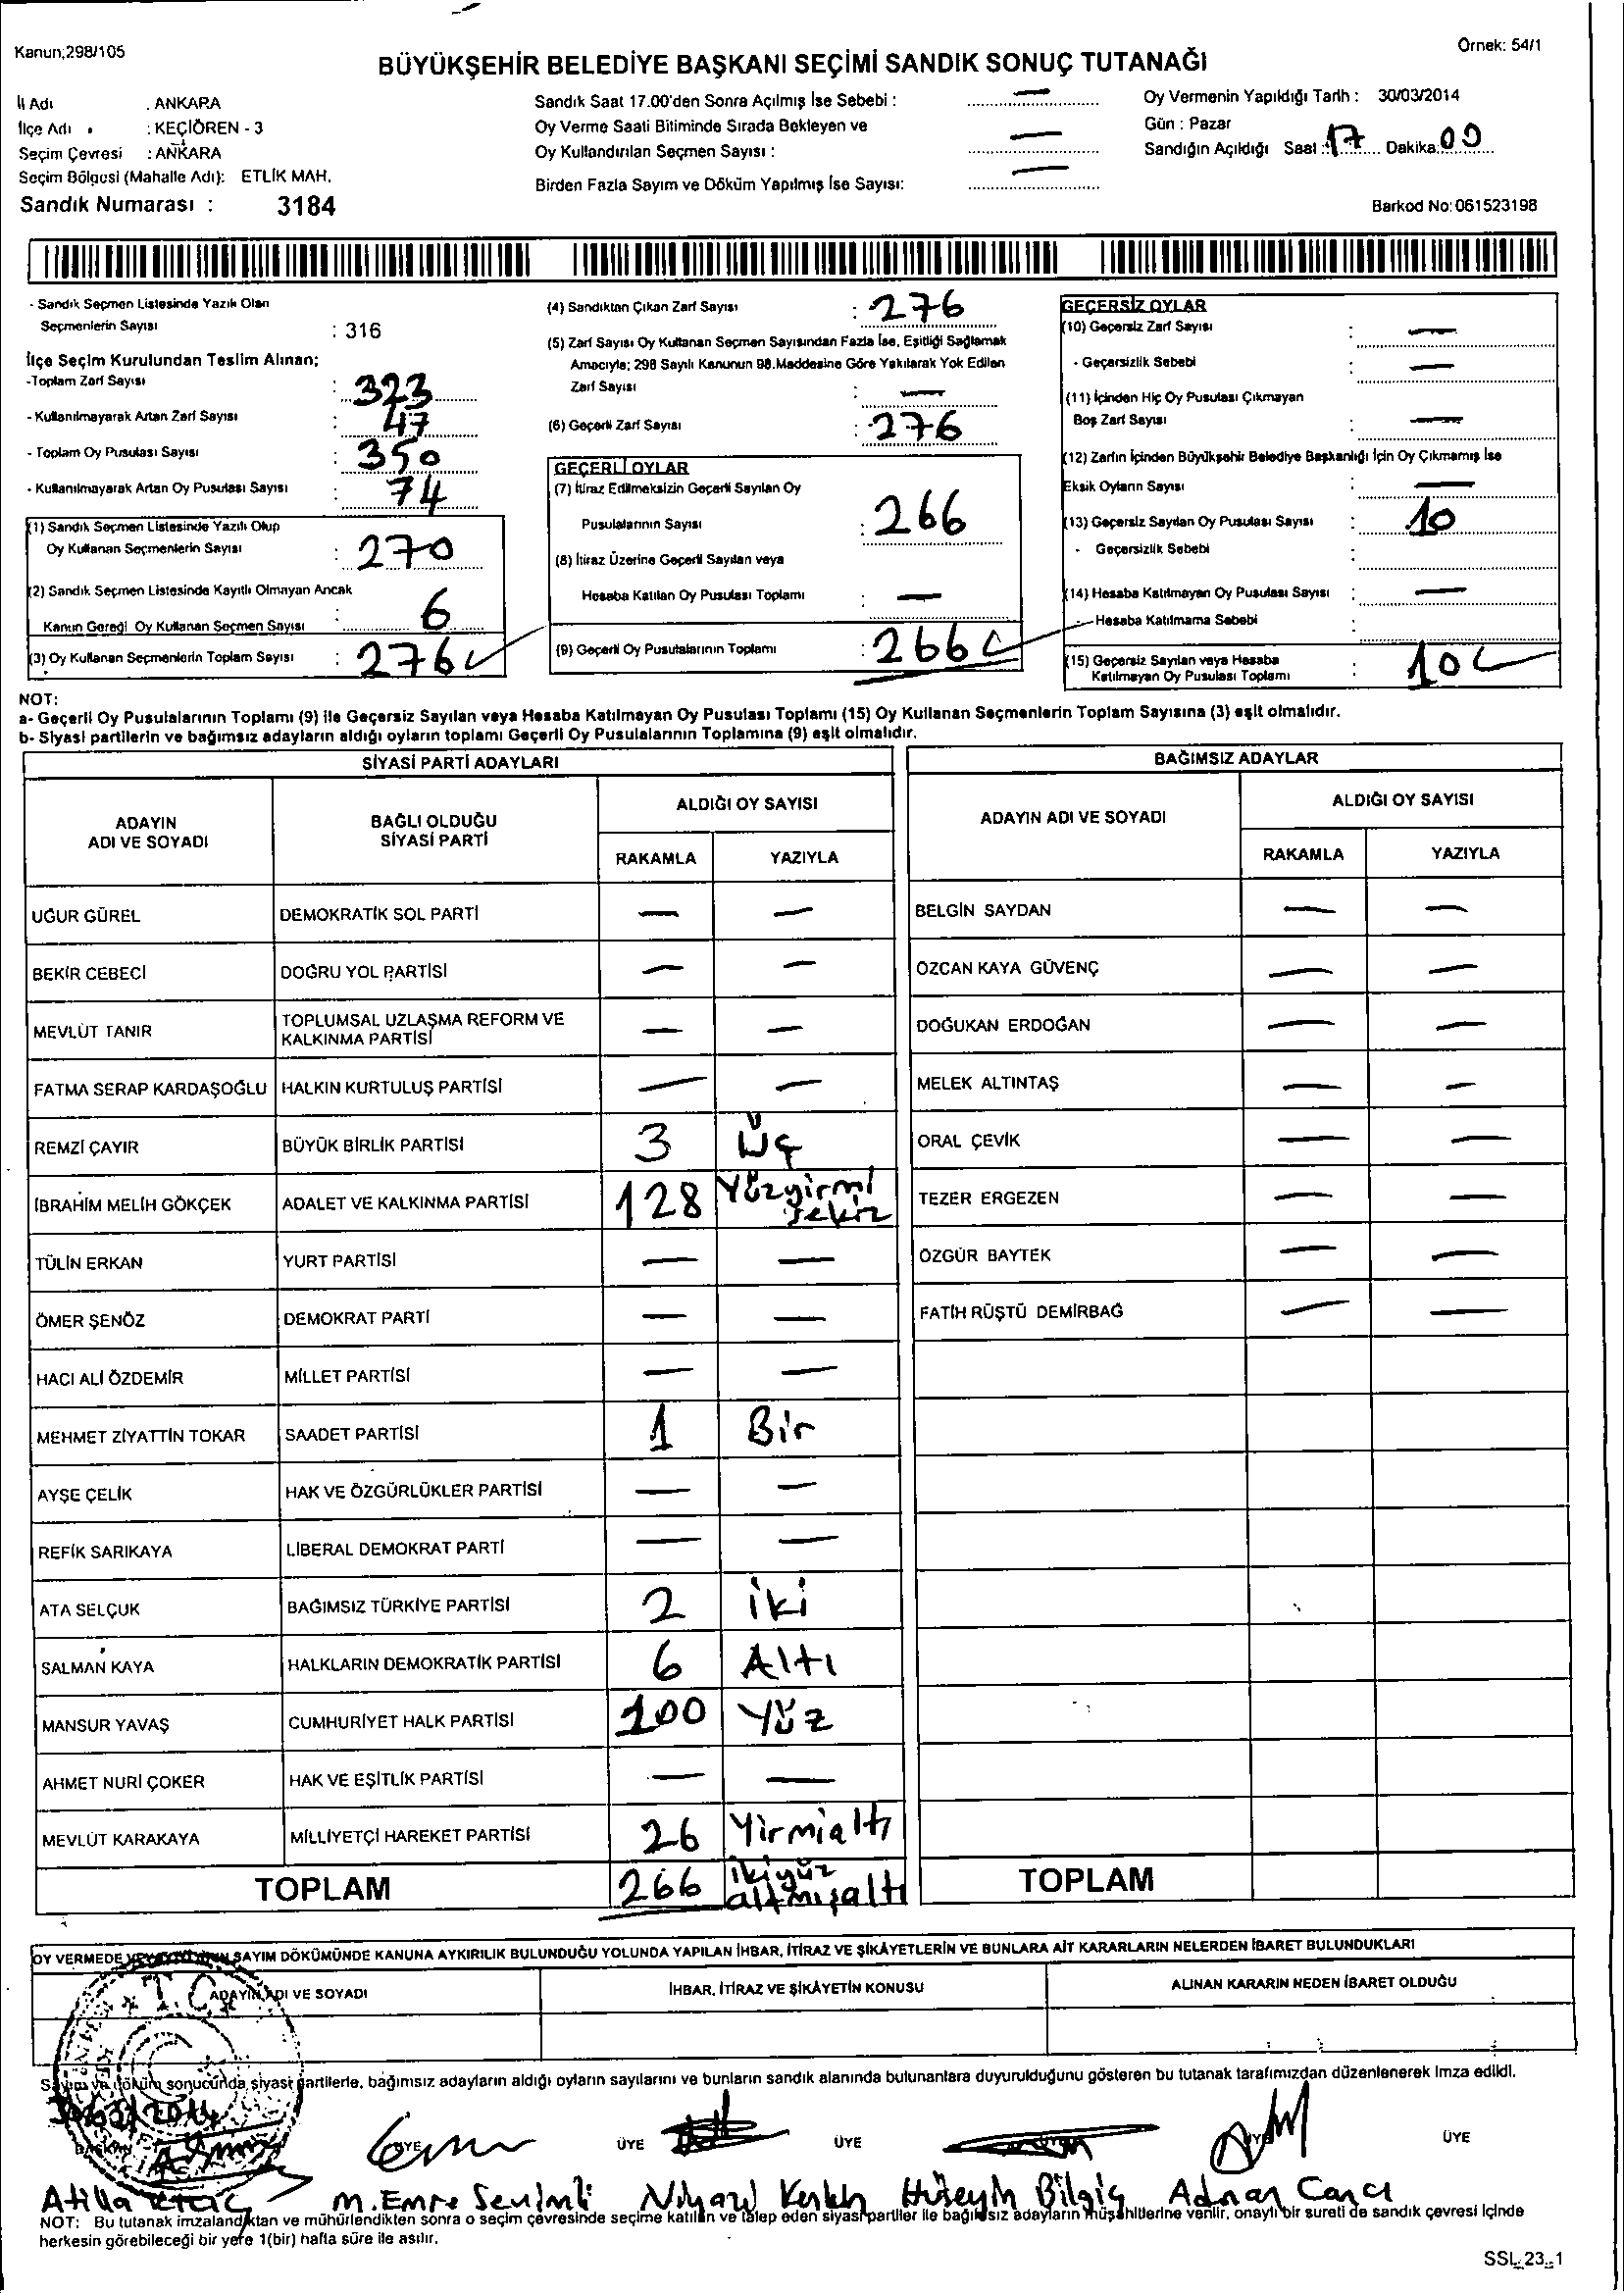 Kanun;298/105
Örnek: 54/1
BÜYÜKŞEHİR BELEDİYE BAŞKANI SEÇİMİ SANDIK SONUÇ TUTANAĞI
İl Adı : ANKARA
İlçe Adı : KEÇİÖREN - 3
Seçim Çevresi : ANKARA
Seçim Bölgesi (Mahalle Adı): ETLİK MAH.
Sandık Numarası : 3184
Sandık Saat 17.00'den Sonra Açılmış İse Sebebi : —
Oy Verme Saati Bitiminde Sırada Bekleyen ve
Oy Kullandırılan Seçmen Sayısı : —
Birden Fazla Sayım ve Döküm Yapılmış İse Sayısı: —
Oy Vermenin Yapıldığı Tarih : 30/03/2014
Gün : Pazar
Sandığın Açıldığı Saat : 17 Dakika: 00
Barkod No: 061523198
- Sandık Seçmen Listesinde Yazılı Olan
Seçmenlerin Sayısı : 316
İlçe Seçim Kurulundan Teslim Alınan;
-Toplam Zarf Sayısı : 323
- Kullanılmayarak Artan Zarf Sayısı : 47
- Toplam Oy Pusulası Sayısı : 350
- Kullanılmayarak Artan Oy Pusulası Sayısı : 74
(1) Sandık Seçmen Listesinde Yazılı Olup
Oy Kullanan Seçmenlerin Sayısı : 270
(2) Sandık Seçmen Listesinde Kayıtlı Olmayan Ancak
Kanun Gereği Oy Kullanan Seçmen Sayısı : 6
(3) Oy Kullanan Seçmenlerin Toplam Sayısı : 276
(4) Sandıktan Çıkan Zarf Sayısı : 276
(5) Zarf Sayısı Oy Kullanan Seçmen Sayısından Fazla İse, Eşitliği Sağlamak
Amacıyla; 298 Sayılı Kanunun 98.Maddesine Göre Yakılarak Yok Edilen
Zarf Sayısı : —
(6) Geçerli Zarf Sayısı : 276
GEÇERLİ OYLAR
(7) İtiraz Edilmeksizin Geçerli Sayılan Oy
Pusulalarının Sayısı : 266
(8) İtiraz Üzerine Geçerli Sayılan veya
Hesaba Katılan Oy Pusulası Toplamı : —
(9) Geçerli Oy Pusulalarının Toplamı : 266
GEÇERSİZ OYLAR
(10) Geçersiz Zarf Sayısı : —
- Geçersizlik Sebebi : —
(11) İçinden Hiç Oy Pusulası Çıkmayan
Boş Zarf Sayısı : —
(12) Zarfın İçinden Büyükşehir Belediye Başkanlığı İçin Oy Çıkmamış İse
Eksik Oyların Sayısı : —
(13) Geçersiz Sayılan Oy Pusulası Sayısı : 10
- Geçersizlik Sebebi :
(14) Hesaba Katılmayan Oy Pusulası Sayısı : —
- Hesaba Katılmama Sebebi :
(15) Geçersiz Sayılan veya Hesaba
Katılmayan Oy Pusulası Toplamı : 10
NOT:
a- Geçerli Oy Pusulalarının Toplamı (9) ile Geçersiz Sayılan veya Hesaba Katılmayan Oy Pusulası Toplamı (15) Oy Kullanan Seçmenlerin Toplam Sayısına (3) eşit olmalıdır.
b- Siyasi partilerin ve bağımsız adayların aldığı oyların toplamı Geçerli Oy Pusulalarının Toplamına (9) eşit olmalıdır.
SİYASİ PARTİ ADAYLARI
ADAYIN ADI VE SOYADI
BAĞLI OLDUĞU SİYASİ PARTİ
ALDIĞI OY SAYISI
RAKAMLA YAZIYLA
UĞUR GÜREL DEMOKRATİK SOL PARTİ — —
BEKİR CEBECİ DOĞRU YOL PARTİSİ — —
MEVLÜT TANIR TOPLUMSAL UZLAŞMA REFORM VE KALKINMA PARTİSİ — —
FATMA SERAP KARDAŞOĞLU HALKIN KURTULUŞ PARTİSİ — —
REMZİ ÇAYIR BÜYÜK BİRLİK PARTİSİ 3 Üç
İBRAHİM MELİH GÖKÇEK ADALET VE KALKINMA PARTİSİ 128 Yüzyirmi sekiz
TÜLİN ERKAN YURT PARTİSİ — —
ÖMER ŞENÖZ DEMOKRAT PARTİ — —
HACI ALİ ÖZDEMİR MİLLET PARTİSİ — —
MEHMET ZİYATTİN TOKAR SAADET PARTİSİ 1 Bir
AYŞE ÇELİK HAK VE ÖZGÜRLÜKLER PARTİSİ — —
REFİK SARIKAYA LİBERAL DEMOKRAT PARTİ — —
ATA SELÇUK BAĞIMSIZ TÜRKİYE PARTİSİ 2 iki
SALMAN KAYA HALKLARIN DEMOKRATİK PARTİSİ 6 Altı
MANSUR YAVAŞ CUMHURİYET HALK PARTİSİ 100 Yüz
AHMET NURİ ÇOKER HAK VE EŞİTLİK PARTİSİ — —
MEVLÜT KARAKAYA MİLLİYETÇİ HAREKET PARTİSİ 26 Yirmialtı
TOPLAM 266 ikiyüz altmışaltı
BAĞIMSIZ ADAYLAR
ADAYIN ADI VE SOYADI
ALDIĞI OY SAYISI
RAKAMLA YAZIYLA
BELGİN SAYDAN — —
ÖZCAN KAYA GÜVENÇ — —
DOĞUKAN ERDOĞAN — —
MELEK ALTINTAŞ — —
ORAL ÇEVİK — —
TEZER ERGEZEN — —
ÖZGÜR BAYTEK — —
FATİH RÜŞTÜ DEMİRBAĞ — —
TOPLAM
OY VERMEDE SAYIM DÖKÜMÜNDE KANUNA AYKIRILIK BULUNDUĞU YOLUNDA YAPILAN İHBAR, İTİRAZ VE ŞİKÂYETLERİN VE BUNLARA AİT KARARLARIN NELERDEN İBARET BULUNDUKLARI
ADAYIN ADI VE SOYADI
İHBAR, İTİRAZ VE ŞİKÂYETİN KONUSU
ALINAN KARARIN NEDEN İBARET OLDUĞU
T.C.
Sayım ve döküm sonucunda, siyasi partilerle, bağımsız adayların aldığı oyların sayılarını ve bunların sandık alanında bulunanlara duyurulduğunu gösteren bu tutanak tarafımızdan düzenlenerek imza edildi.
30/03/2014
BAŞKAN ÜYE ÜYE ÜYE ÜYE ÜYE
Atilla M.Emre Sevimli Niyazi Hüseyin Bilgiç Adnan
NOT: Bu tutanak imzalandıktan ve mühürlendikten sonra o seçim çevresinde seçime katılan ve talep eden siyasi partiler ile bağımsız adayların müşahitlerine verilir, onaylı bir sureti de sandık çevresi içinde
herkesin görebileceği bir yere 1(bir) hafta süre ile asılır.
SSL 23 1